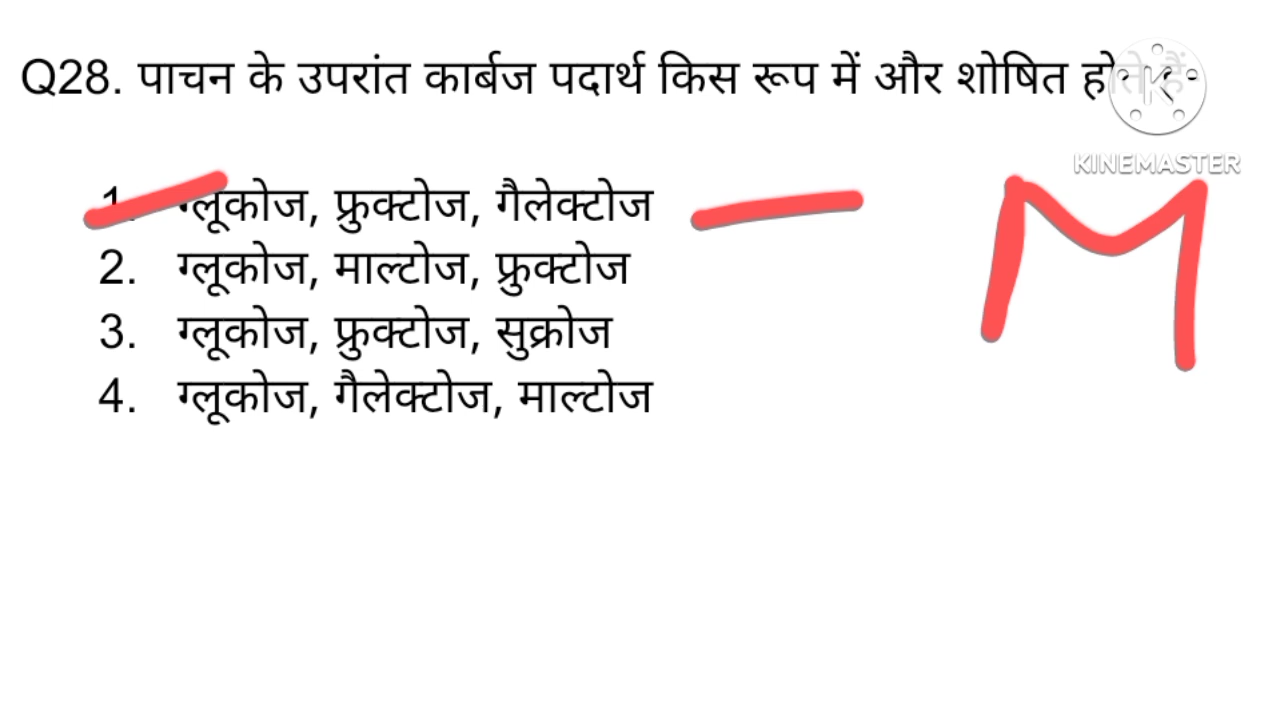 Q28. पाचन के उपरांत कार्बज पदार्थ किस रूप में और शोषित होते हैं
KINEMASTER
1. ग्लूकोज, फ्रुक्टोज, गैलेक्टोज
M
2. ग्लूकोज, माल्टोज, फ्रुक्टोज
3. ग्लूकोज, फ्रुक्टोज, सुक्रोज
4. ग्लूकोज, गैलेक्टोज, माल्टोज